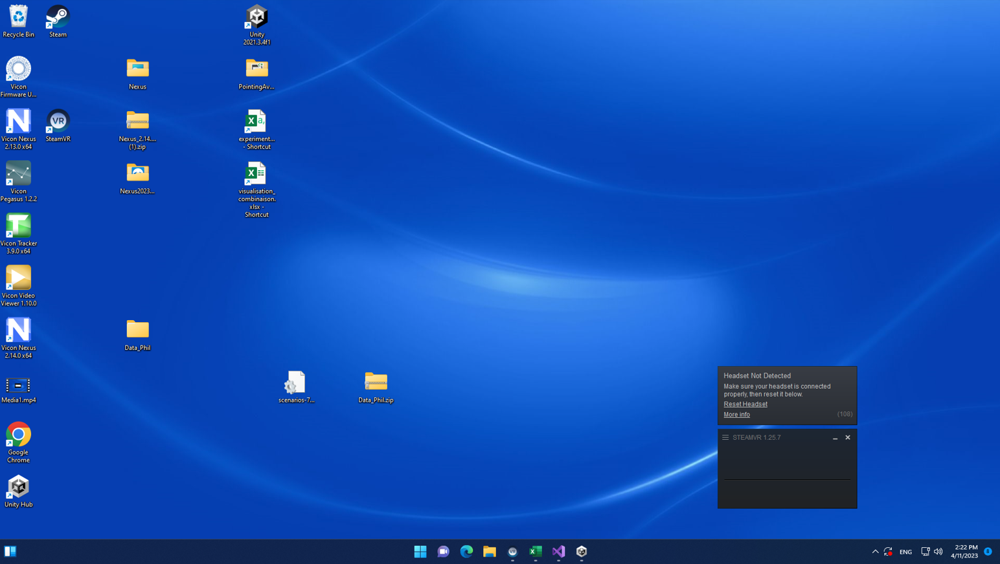 Recycle Bin
Steam
Unity
2021.3.4f1
Vicon
Firmware U...
Nexus
PointingAv...
Vicon Nexus
2.13.0 x64
VR
SteamVR
Nexus_2.14....
(1).zip
experiment...
- Shortcut
Vicon
Pegasus 1.2.2
Nexus2023...
visualisation_
combinaison.
xlsx -
Shortcut
Vicon Tracker
3.9.0 x64
Vicon Video
Viewer 1.10.0
Vicon Nexus
2.14.0 x64
Data_Phil
Media1.mp4
scenarios-7...
Data_Phil.zip
Google
Chrome
Unity Hub
Headset Not Detected
Make sure your headset is connected
properly, then reset it below.
Reset Headset
More info
(108)
STEAMVR 1.25.7
ENG
2:22 PM
4/11/2023